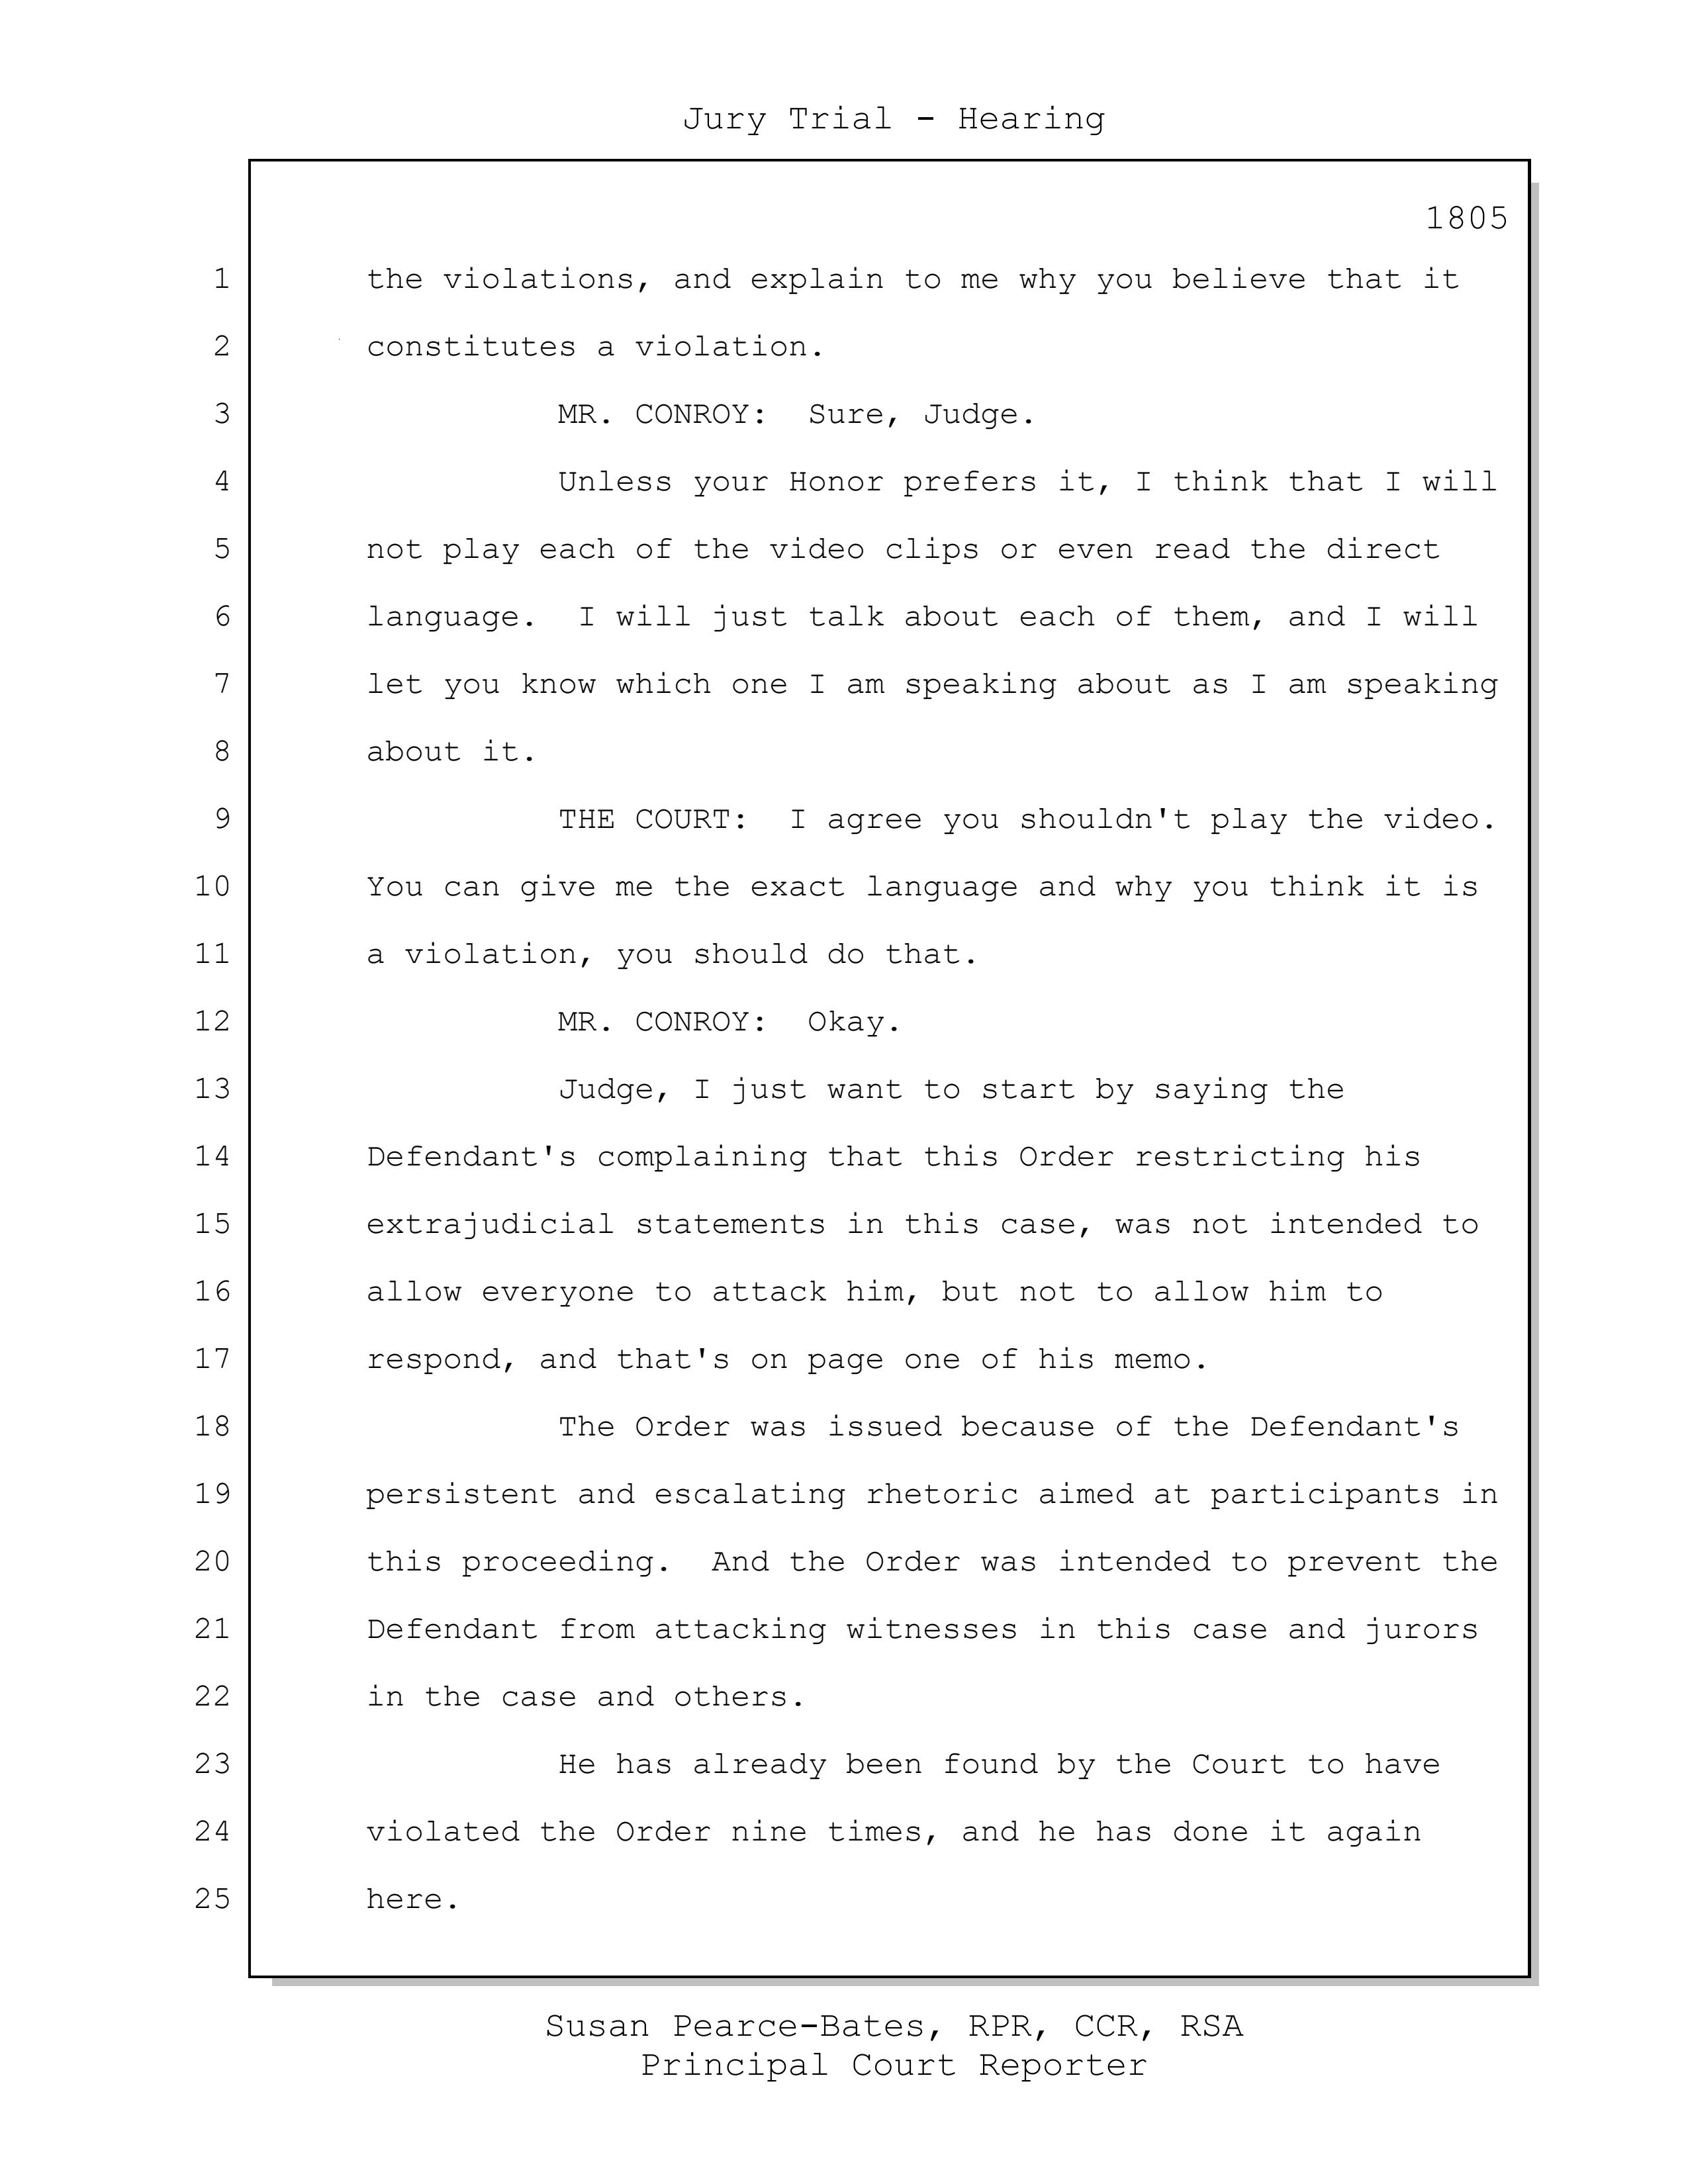 Jury Trial - Hearing
1805
1 the violations, and explain to me why you believe that it
2 constitutes a violation.
3 MR. CONROY:  Sure, Judge.
4 Unless your Honor prefers it, I think that I will
5 not play each of the video clips or even read the direct
6 language.  I will just talk about each of them, and I will
7 let you know which one I am speaking about as I am speaking
8 about it.
9 THE COURT:  I agree you shouldn't play the video.
10 You can give me the exact language and why you think it is
11 a violation, you should do that.
12 MR. CONROY:  Okay.
13 Judge, I just want to start by saying the
14 Defendant's complaining that this Order restricting his
15 extrajudicial statements in this case, was not intended to
16 allow everyone to attack him, but not to allow him to
17 respond, and that's on page one of his memo.
18 The Order was issued because of the Defendant's
19 persistent and escalating rhetoric aimed at participants in
20 this proceeding.  And the Order was intended to prevent the
21 Defendant from attacking witnesses in this case and jurors
22 in the case and others.
23 He has already been found by the Court to have
24 violated the Order nine times, and he has done it again
25 here.
Susan Pearce-Bates, RPR, CCR, RSA
Principal Court Reporter